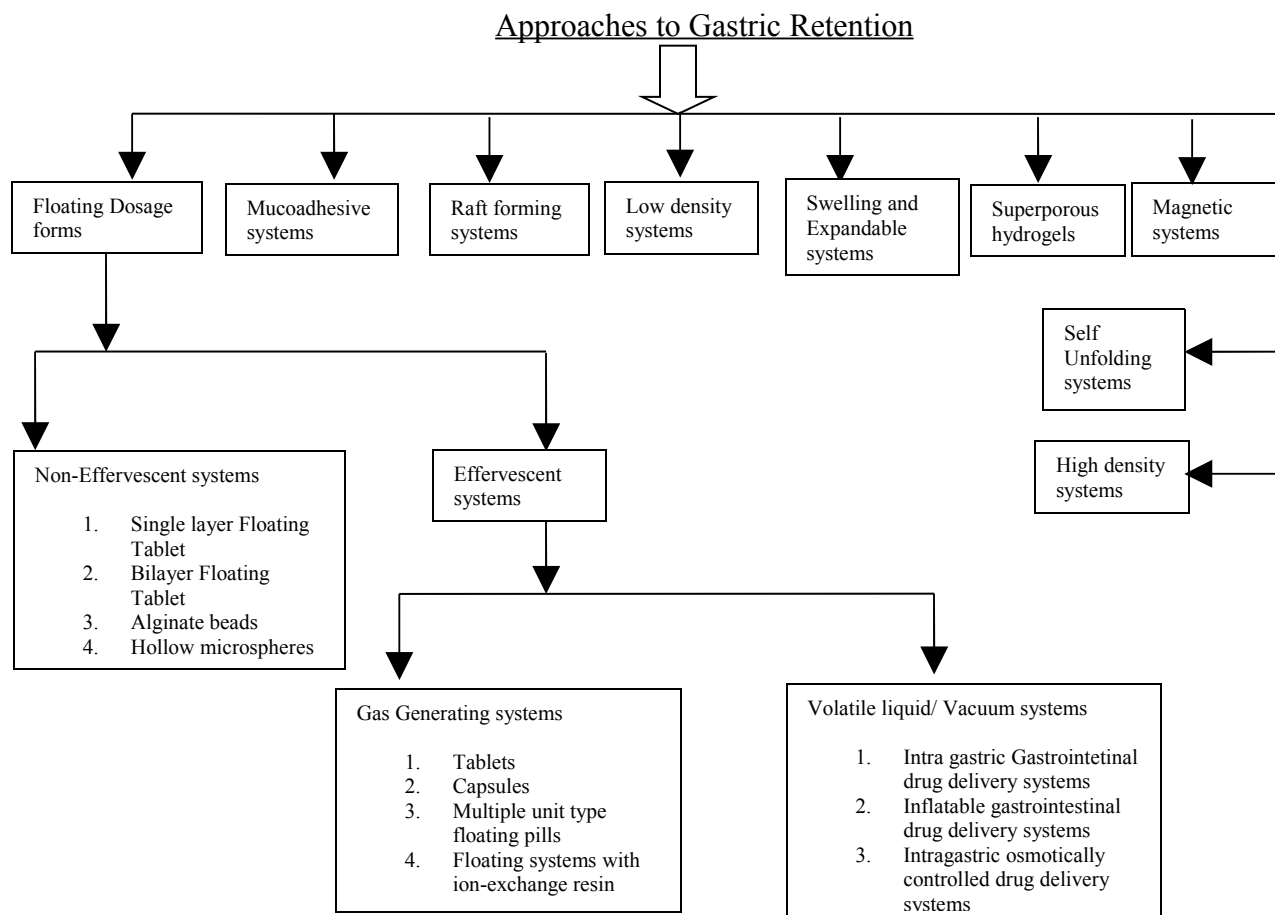 Approaches to Gastric Retention
Floating Dosage
forms
Mucoadhesive
systems
Raft forming
systems
Low density
systems
Swelling and
Expandable
systems
Superporous
hydrogels
Magnetic
systems
Self
Unfolding
systems
High density
systems
Non-Effervescent systems
1. Single layer Floating
Tablet
2. Bilayer Floating
Tablet
3. Alginate beads
4. Hollow microspheres
Effervescent
systems
Gas Generating systems
1. Tablets
2. Capsules
3. Multiple unit type
floating pills
4. Floating systems with
ion-exchange resin
Volatile liquid/ Vacuum systems
1. Intra gastric Gastrointetinal
drug delivery systems
2. Inflatable gastrointestinal
drug delivery systems
3. Intragastric osmotically
controlled drug delivery
systems